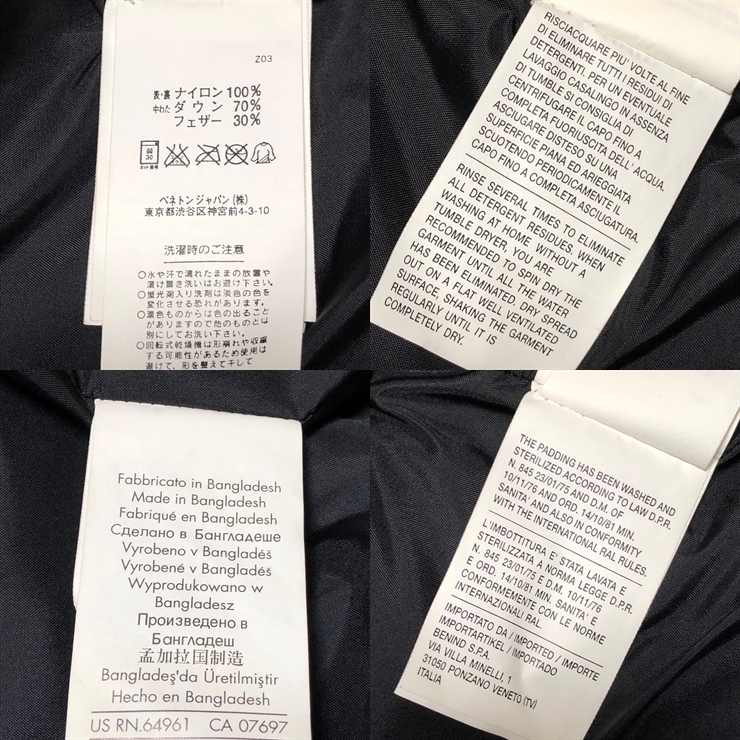 Z03
表・裏 ナイロン 100%
中わた ダウン 70%
フェザー 30%
ネット使用
ベネトンジャパン(株)
東京都渋谷区神宮前4-3-10
洗濯時のご注意
○水や汗で濡れたままの放置や
漬け置き洗いはお避け下さい。
○蛍光剤入り洗剤は淡色の色を
変化させる恐れがあります。
○濃色ものからは色の出ること
がありますので他のものとは
別にしてお洗い下さい。
○回転式乾燥機は形崩れや収縮
する可能性があるため使用は
避けて、形を整えて干して
RISCIACQUARE PIU' VOLTE AL FINE
DI ELIMINARE TUTTI I RESIDUI DI
DETERGENTI. PER UN EVENTUALE
LAVAGGIO CASALINGO IN ASSENZA
DI TUMBLE SI CONSIGLIA DI
CENTRIFUGARE IL CAPO FINO A
COMPLETA FUORIUSCITA DELL' ACQUA.
ASCIUGARE DISTESO SU UNA
SUPERFICIE PIANA ED ARIEGGIATA
SCUOTENDO PERIODICAMENTE IL
CAPO FINO A COMPLETA ASCIUGATURA.
RINSE SEVERAL TIMES TO ELIMINATE
ALL DETERGENT RESIDUES. WHEN
WASHING AT HOME WITHOUT A
TUMBLE DRYER, YOU ARE
RECOMMENDED TO SPIN DRY THE
GARMENT UNTIL ALL THE WATER
HAS BEEN ELIMINATED. DRY SPREAD
OUT ON A FLAT WELL VENTILATED
SURFACE, SHAKING THE GARMENT
REGULARLY UNTIL IT IS
COMPLETELY DRY.
Fabbricato in Bangladesh
Made in Bangladesh
Fabriqué en Bangladesh
Сделано в Бангладеше
Vyrobeno v Bangladéš
Vyrobené v Bangladéš
Wyprodukowano w
Bangladesz
Произведено в
Бангладеш
孟加拉国制造
Bangladeş'da Üretilmiştir
Hecho en Bangladesh
US RN.64961 CA 07697
THE PADDING HAS BEEN WASHED AND
STERILIZED ACCORDING TO LAW D.P.R.
N. 845 23/01/75 AND D.M. OF
10/11/76 AND ORD. 14/10/81 MIN.
SANITA' AND ALSO IN CONFORMITY
WITH THE INTERNATIONAL RAL RULES.
L'IMBOTTITURA E' STATA LAVATA E
STERILIZZATA A NORMA LEGGE D.P.R.
N. 845 23/01/75 E D.M. 10/11/76
E ORD. 14/10/81 MIN. SANITA' E
CONFORMEMENTE CON LE NORME
INTERNAZIONALI RAL.
IMPORTATO DA / IMPORTED / IMPORTE
IMPORTARTIKEL / IMPORTADO
BENIND S.P.A.
VIA VILLA MINELLI, 1
31050 PONZANO VENETO (TV)
ITALIA